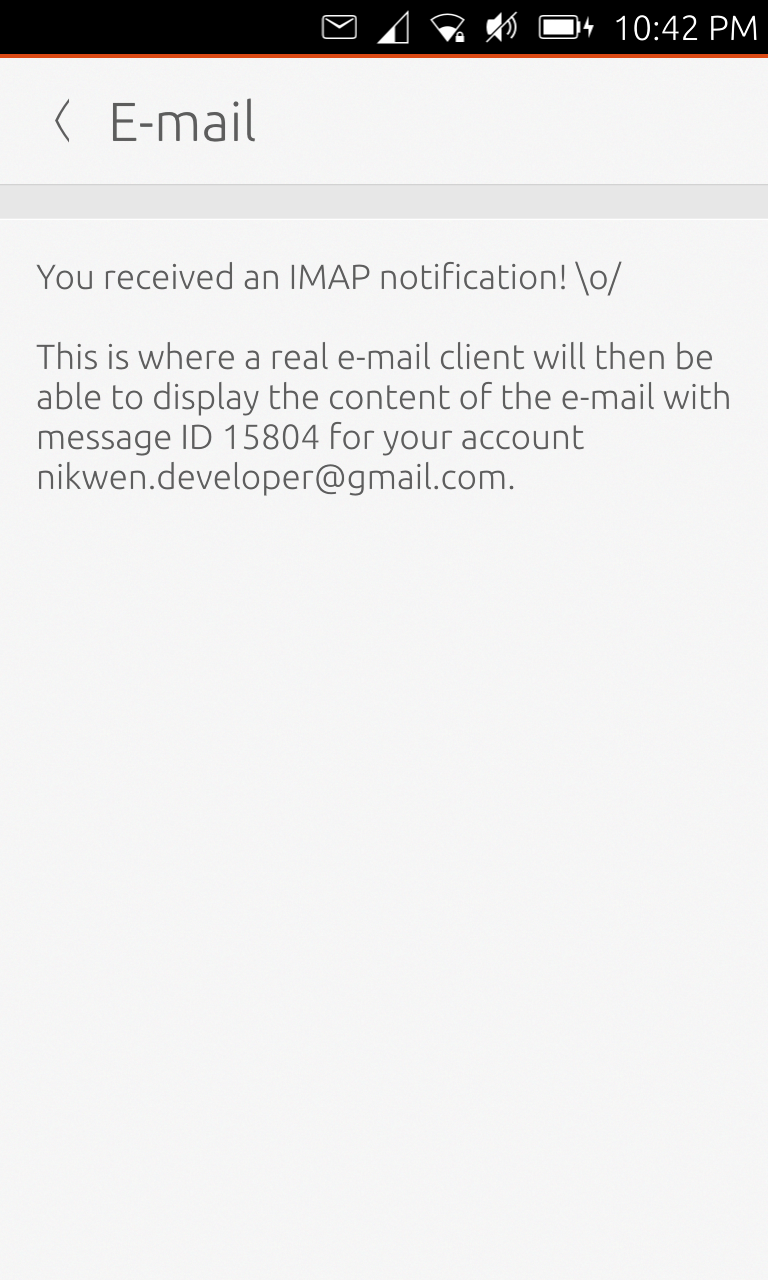 10:42 PM
E-mail
You received an IMAP notification! \o/
This is where a real e-mail client will then be
able to display the content of the e-mail with
message ID 15804 for your account
nikwen.developer@gmail.com.